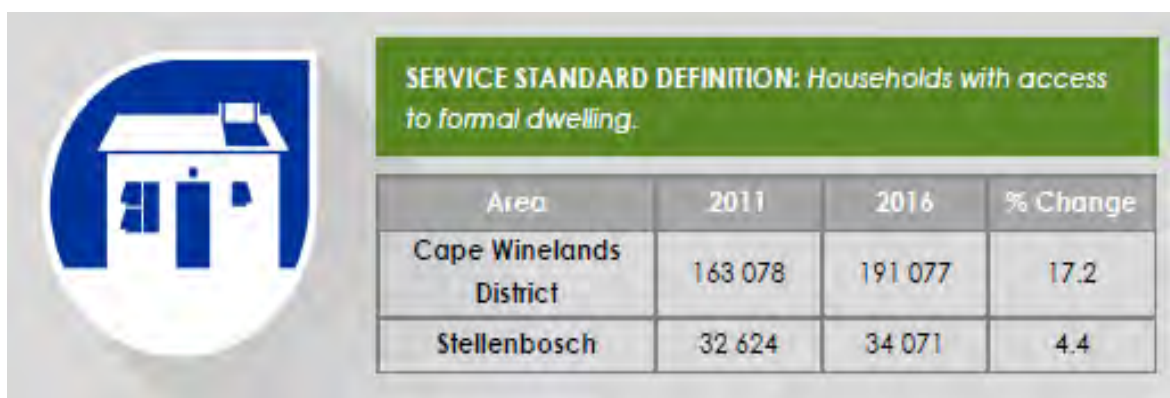 SERVICE STANDARD DEFINITION: Households with access
to formal dwelling.
Area 2011 2016 % Change
Cape Winelands
District 163 078 191 077 17.2
Stellenbosch 32 624 34 071 4.4